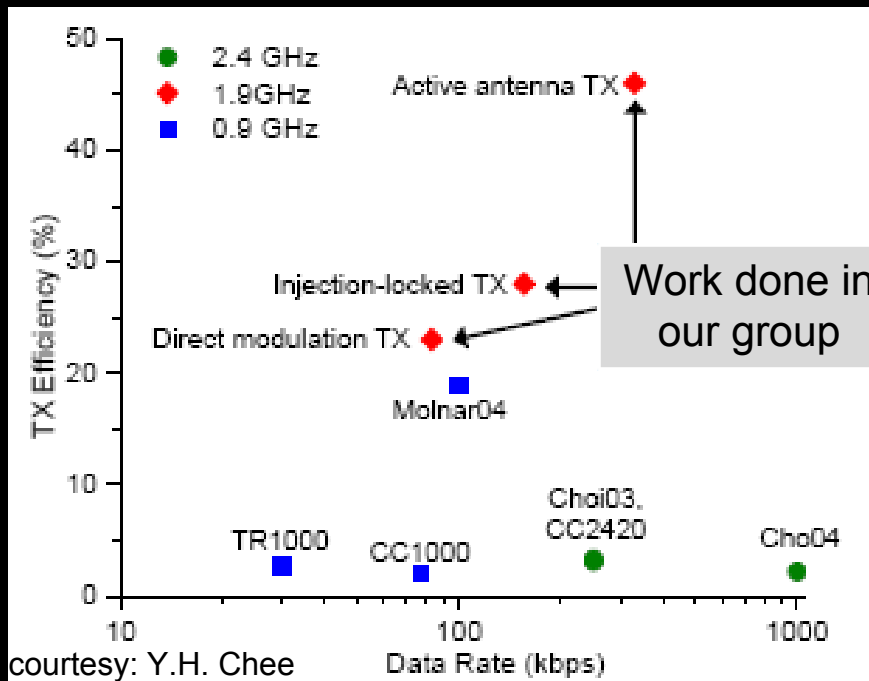 50
2.4 GHz
1.9GHz
0.9 GHz
Active antenna TX
40
30
Injection-locked TX
Work done in
our group
Direct modulation TX
20
Molnar04
10
Choi03,
CC2420
TR1000
CC1000
Cho04
0
10
100
1000
TX Efficiency (%)
Data Rate (kbps)
courtesy: Y.H. Chee